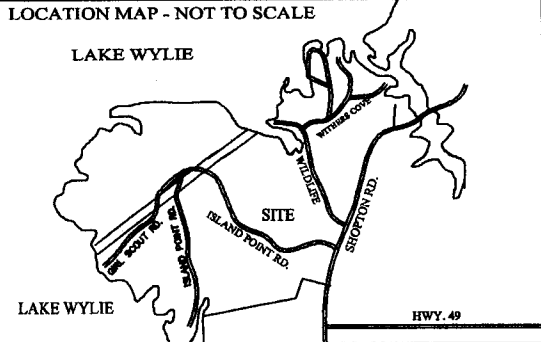 LOCATION MAP - NOT TO SCALE
LAKE WYLIE
WITHERS COVE
WILDLIFE
SITE
SHOPTON RD.
ISLAND POINT RD.
GIRL SCOUT RD.
ISLAND POINT RD.
LAKE WYLIE
HWY. 49